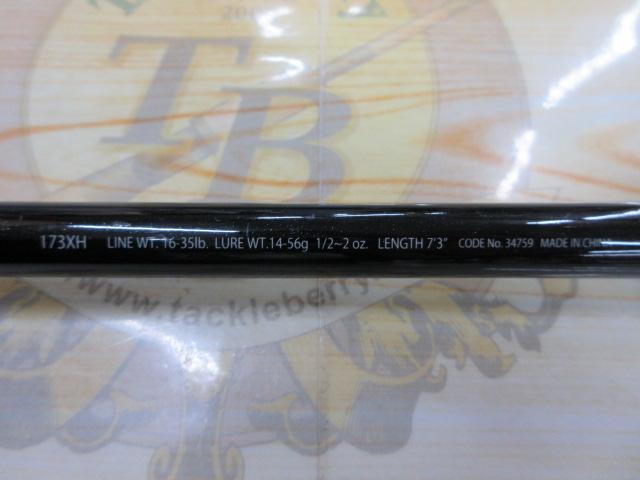 TB
173XH LINE WT. 16-35lb. LURE WT.14-56g 1/2~2 oz. LENGTH 7'3" CODE No. 34759 MADE IN CHINA
www.tackleberry